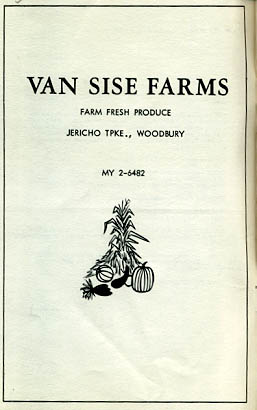 VAN SISE FARMS
FARM FRESH PRODUCE
JERICHO TPKE., WOODBURY
MY 2-6482